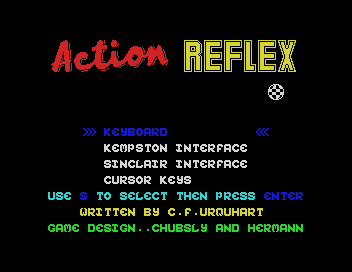 Action REFLEX
>>> KEYBOARD <<<
KEMPSTON INTERFACE
SINCLAIR INTERFACE
CURSOR KEYS
USE S TO SELECT THEN PRESS ENTER
WRITTEN BY C.F.URQUHART
GAME DESIGN..CHUBSLY AND HERMANN